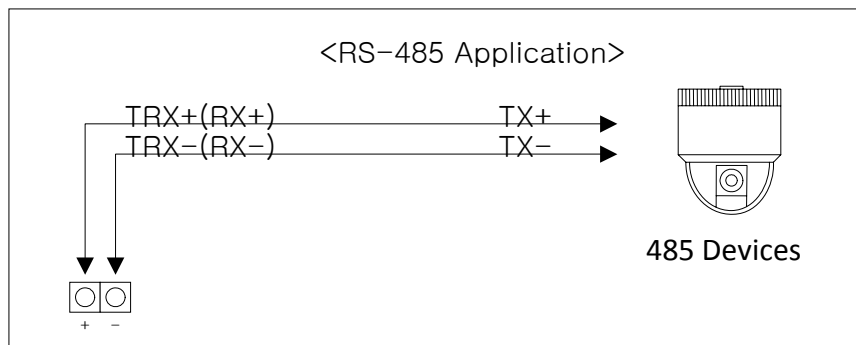 <RS-485 Application>
TRX+(RX+) TX+
TRX-(RX-) TX-
485 Devices
+ -